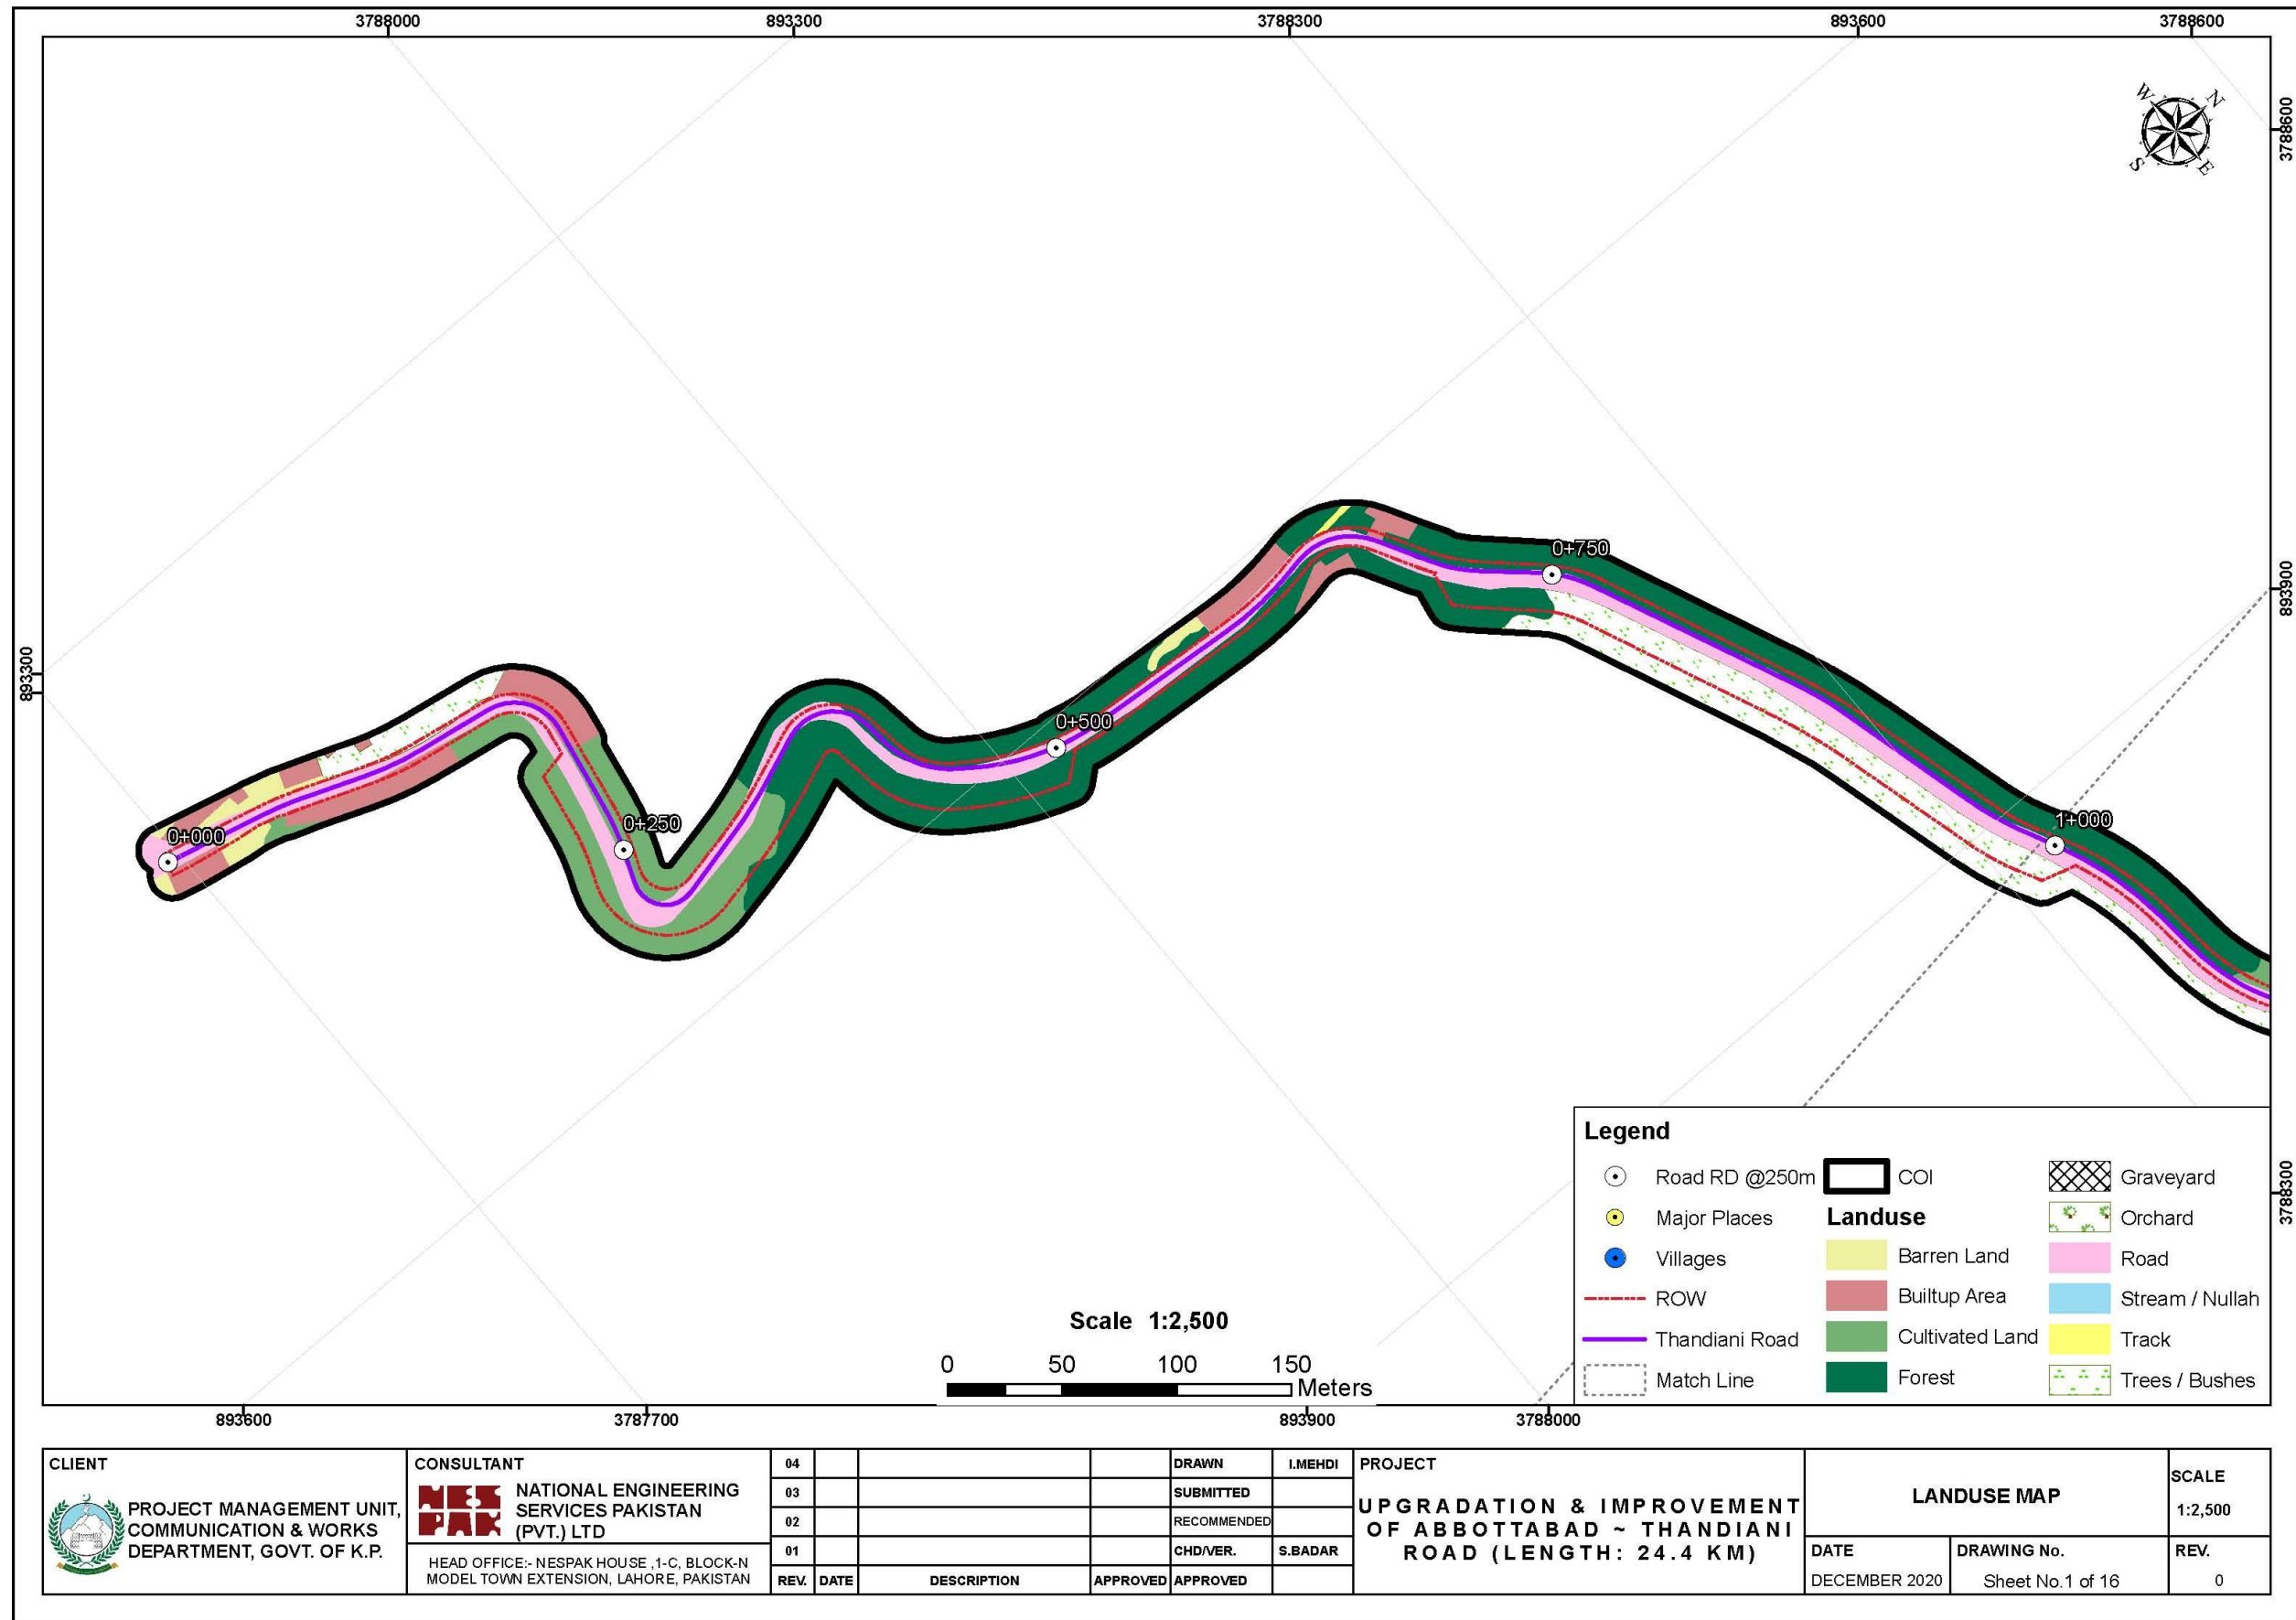 3788000
893300
3788300
893600
3788600
W
N
S
E
3788600
893900
893300
3788300
0+000
0+250
0+500
0+750
1+000
Legend
Road RD @250m
Major Places
Villages
ROW
Thandiani Road
Match Line
COI
Landuse
Barren Land
Builtup Area
Cultivated Land
Forest
Graveyard
Orchard
Road
Stream / Nullah
Track
Trees / Bushes
Scale 1:2,500
0 50 100 150
Meters
893600
3787700
893900
3788000
CLIENT
PROJECT MANAGEMENT UNIT,
COMMUNICATION & WORKS
DEPARTMENT, GOVT. OF K.P.
CONSULTANT
NES
PAK
NATIONAL ENGINEERING
SERVICES PAKISTAN
(PVT.) LTD
HEAD OFFICE:- NESPAK HOUSE ,1-C, BLOCK-N
MODEL TOWN EXTENSION, LAHORE, PAKISTAN
04 DRAWN I.MEHDI
03 SUBMITTED
02 RECOMMENDED
01 CHD/VER. S.BADAR
REV. DATE DESCRIPTION APPROVED APPROVED
PROJECT
UPGRADATION & IMPROVEMENT
OF ABBOTTABAD ~ THANDIANI
ROAD (LENGTH: 24.4 KM)
LANDUSE MAP
SCALE
1:2,500
DATE
DECEMBER 2020
DRAWING No.
Sheet No.1 of 16
REV.
0